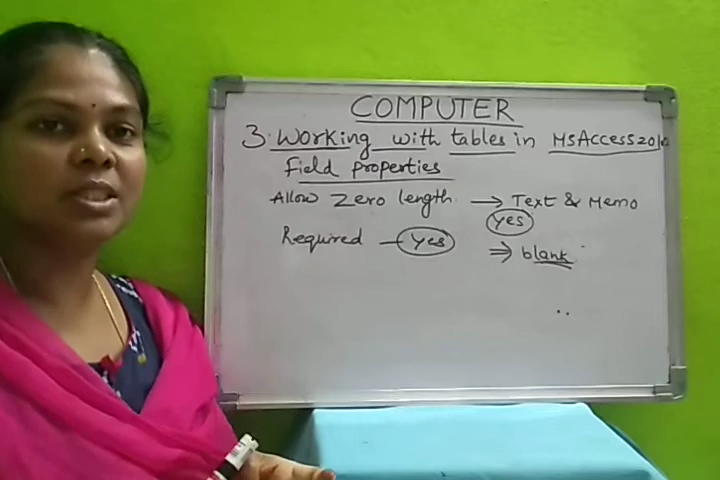 COMPUTER
3. Working with tables in MSAccess2010
Field properties
Allow Zero length → Text & Memo
Yes
Required — Yes
⇒ blank